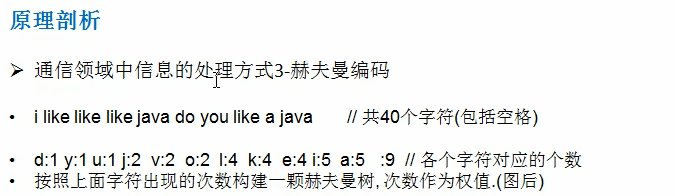 原理剖析
➢ 通信领域中信息的处理方式3-赫夫曼编码
• i like like like java do you like a java // 共40个字符(包括空格)
• d:1 y:1 u:1 j:2 v:2 o:2 l:4 k:4 e:4 i:5 a:5 :9 // 各个字符对应的个数
• 按照上面字符出现的次数构建一颗赫夫曼树, 次数作为权值.(图后)